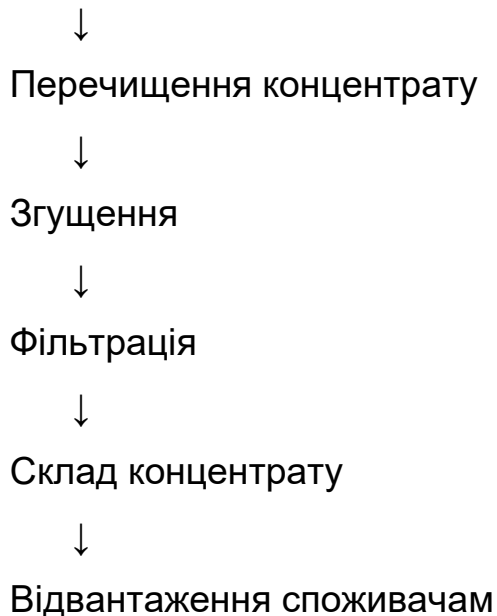 ↓
Перечищення концентрату
↓
Згущення
↓
Фільтрація
↓
Склад концентрату
↓
Відвантаження споживачам